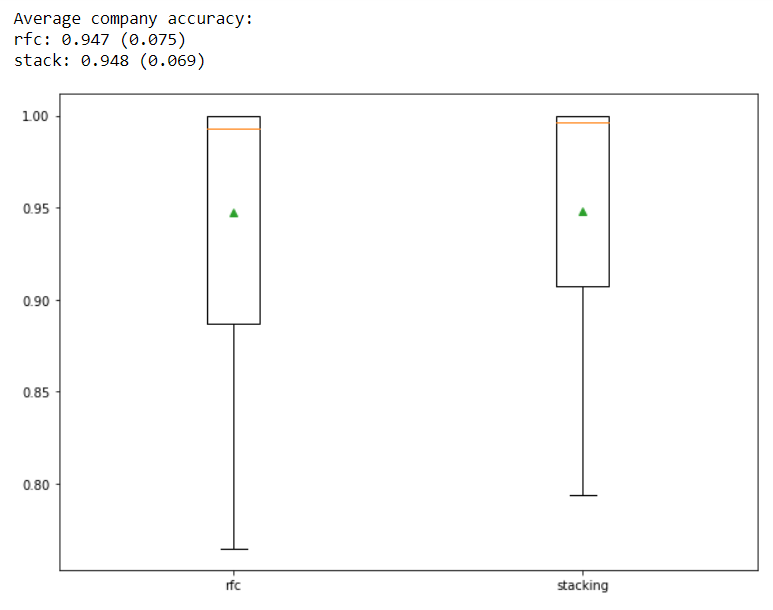 Average company accuracy:
rfc: 0.947 (0.075)
stack: 0.948 (0.069)
1.00
0.95
0.90
0.85
0.80
rfc
stacking